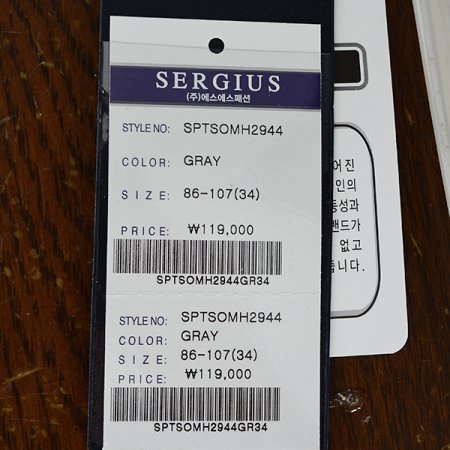 SERGIUS
(주)에스에스패션
STYLE NO: SPTSOMH2944
COLOR: GRAY
SIZE: 86-107(34)
PRICE: ₩119,000
SPTSOMH2944GR34
STYLE NO: SPTSOMH2944
COLOR: GRAY
SIZE: 86-107(34)
PRICE: ₩119,000
SPTSOMH2944GR34
어진
인의
동성과
밴드가
없고
둡니다.